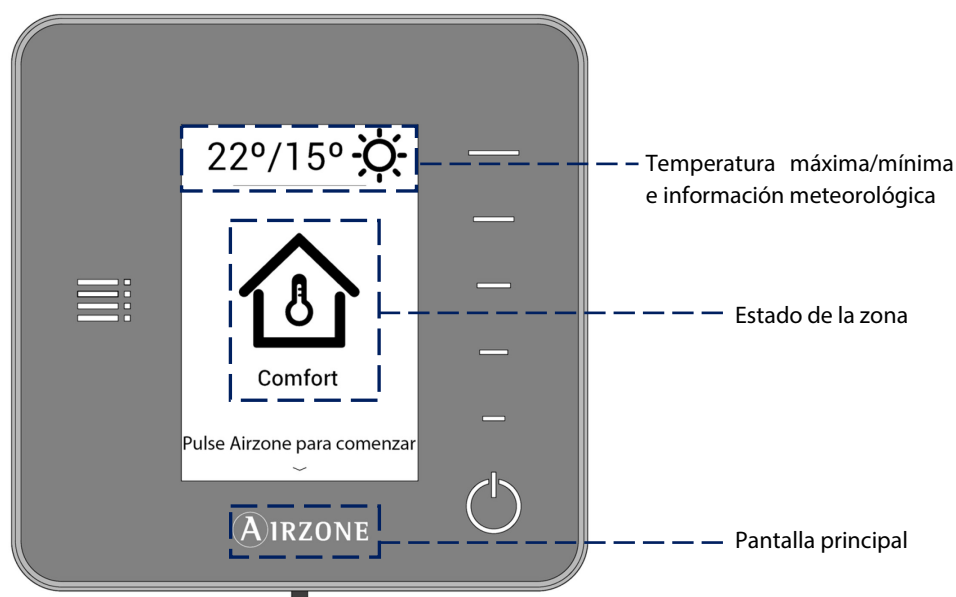 22º/15º
Temperatura máxima/mínima
e información meteorológica
Estado de la zona
Comfort
Pulse Airzone para comenzar
AIRZONE
Pantalla principal